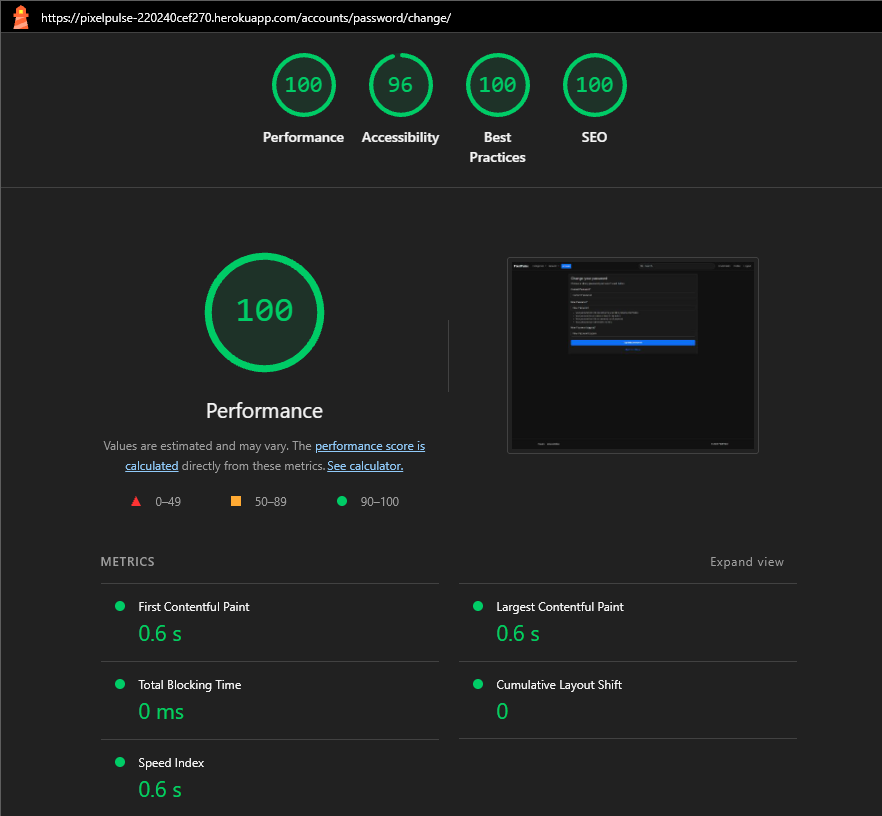 https://pixelpulse-220240cef270.herokuapp.com/accounts/password/change/
100
96
100
100
Performance
Accessibility
Best
Practices
SEO
100
Performance
Values are estimated and may vary. The performance score is
calculated directly from these metrics. See calculator.
0–49
50–89
90–100
Change your password
METRICS
Expand view
First Contentful Paint
0.6 s
Largest Contentful Paint
0.6 s
Total Blocking Time
0 ms
Cumulative Layout Shift
0
Speed Index
0.6 s